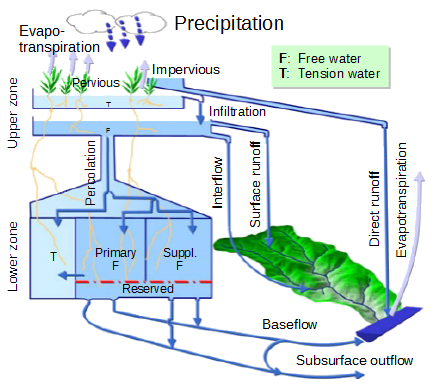 Precipitation
Evapo-
transpiration
F: Free water
T: Tension water
Impervious
Pervious
Upper zone
T
Infiltration
F
Percolation
Interflow
Surface runoff
Direct runoff
Evapotranspiration
Lower zone
T
Primary
F
Suppl.
F
Reserved
Baseflow
Subsurface outflow